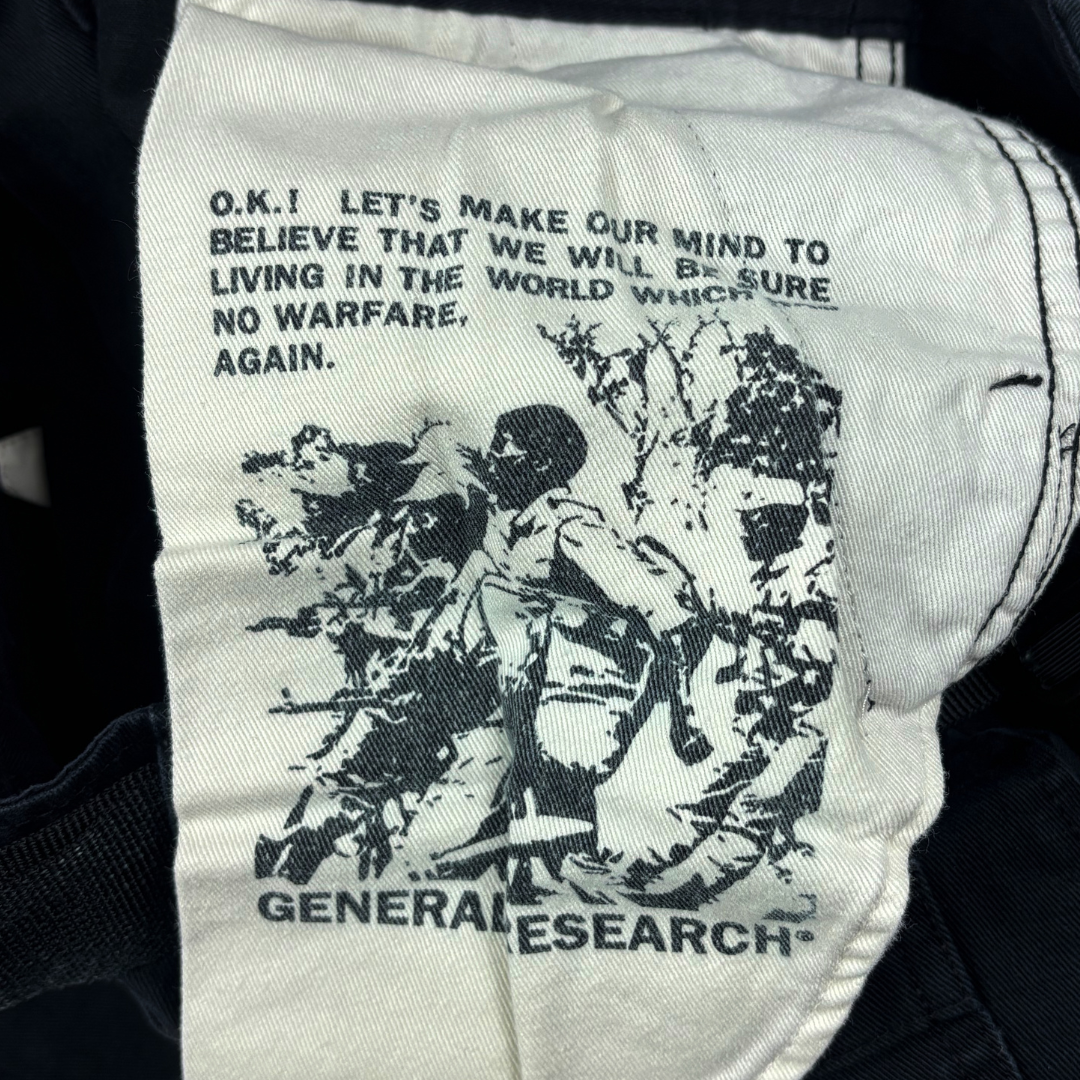 O.K.! LET'S MAKE OUR MIND TO
BELIEVE THAT WE WILL BE SURE
LIVING IN THE WORLD WHICH
NO WARFARE,
AGAIN.
GENERAL RESEARCH®